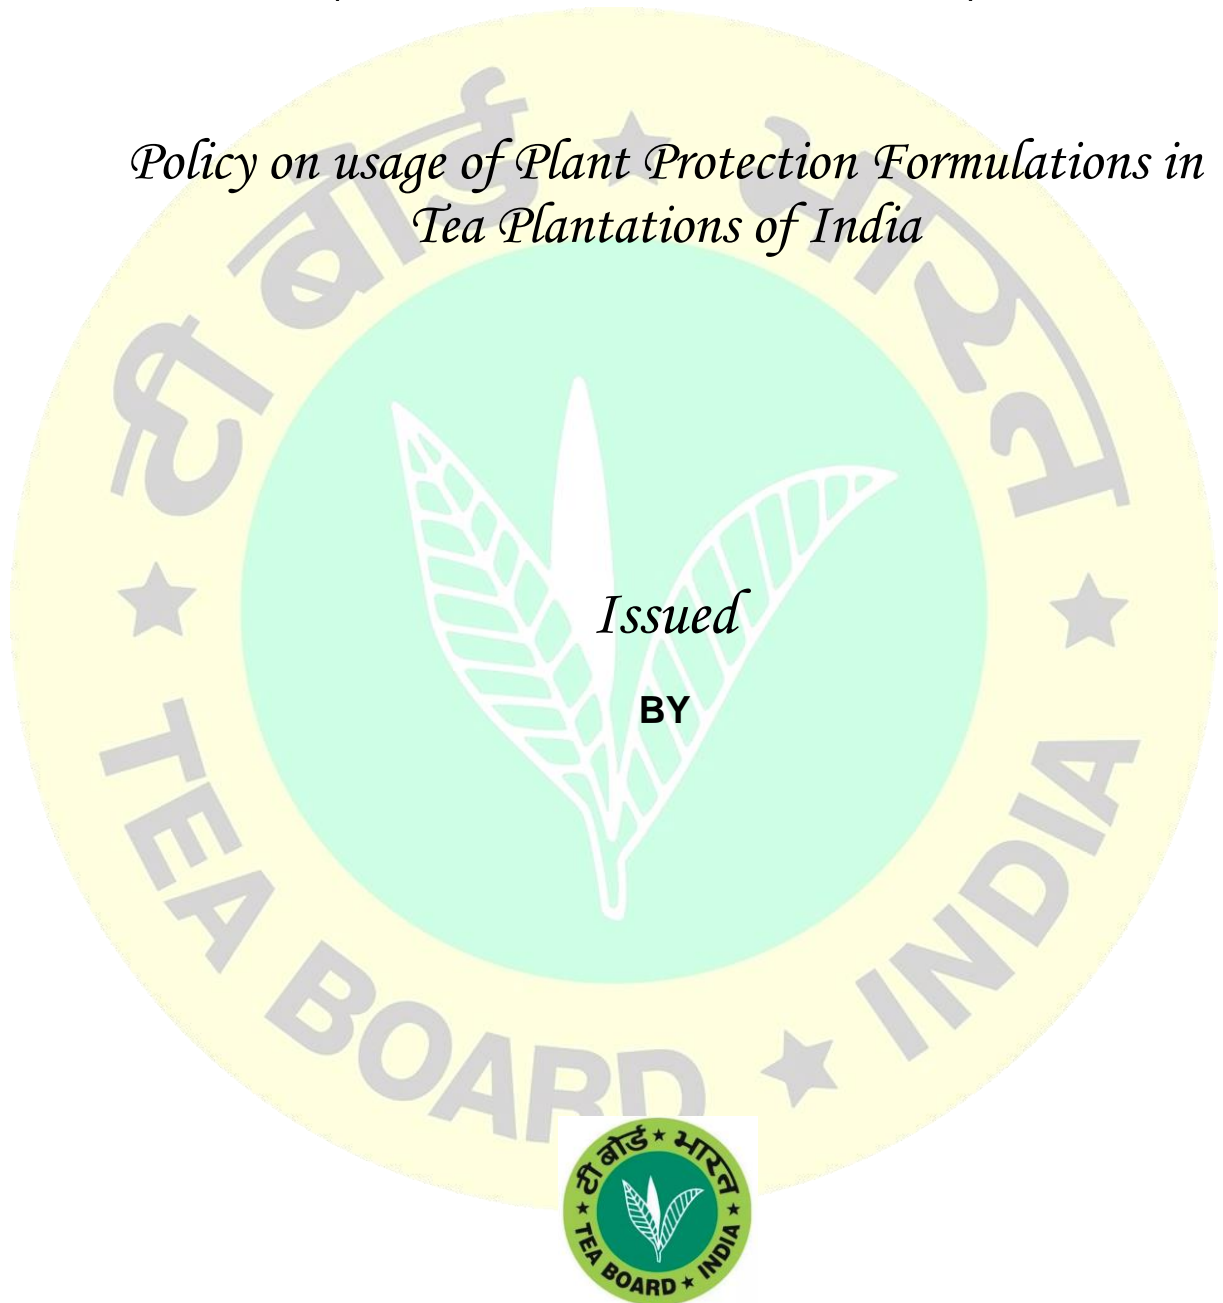 Policy on usage of Plant Protection Formulations in
Tea Plantations of India
टी बोर्ड ★ भारत
★ TEA BOARD ★ INDIA ★
Issued
BY
टी बोर्ड ★ भारत
★ TEA BOARD ★ INDIA ★